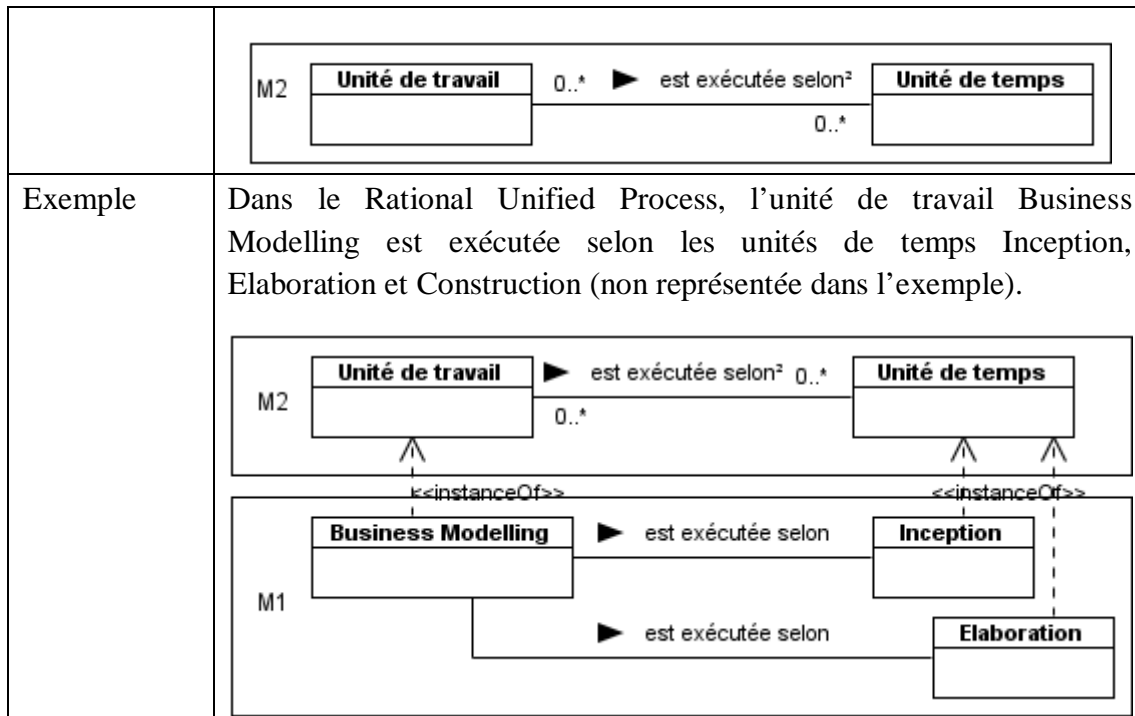 M2 Unité de travail 0..* ► est exécutée selon² Unité de temps
0..*
Exemple Dans le Rational Unified Process, l’unité de travail Business
Modelling est exécutée selon les unités de temps Inception,
Elaboration et Construction (non représentée dans l’exemple).
Unité de travail ► est exécutée selon² 0..* Unité de temps
M2
0..*
<<instanceOf>> <<instanceOf>>
Business Modelling ► est exécutée selon Inception
M1
► est exécutée selon Elaboration